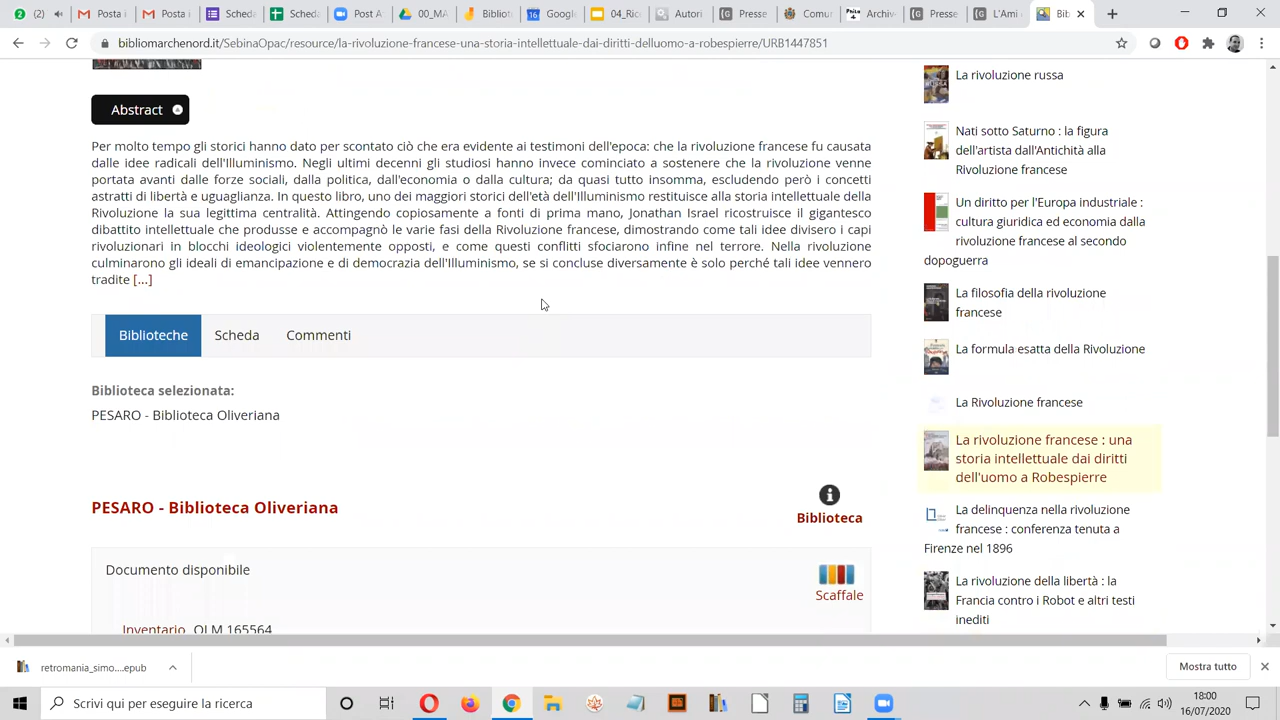 (2)
Posta
Posta I
Scheda
Scheda
Post A
00_MA
Bibliot
Googl
04_Ric
Autori
Presse
Comur
Archiv
Presse
L'Ami
Bib
bibliomarchenord.it/SebinaOpac/resource/la-rivoluzione-francese-una-storia-intellettuale-dai-diritti-delluomo-a-robespierre/URB1447851
Abstract
Per molto tempo gli storici hanno dato per scontato ciò che era evidente ai testimoni dell'epoca: che la rivoluzione francese fu causata
dalle idee radicali dell'Illuminismo. Negli ultimi decenni gli studiosi hanno invece cominciato a sostenere che la rivoluzione venne
portata avanti dalle forze sociali, dalla politica, dall'economia o dalla cultura; da quasi tutto insomma, escludendo però i concetti
astratti di libertà e uguaglianza. In questo libro, uno dei maggiori storici dell'età dell'Illuminismo restituisce alla storia intellettuale della
Rivoluzione la sua legittima centralità. Attingendo copiosamente a fonti di prima mano, Jonathan Israel ricostruisce il gigantesco
dibattito intellettuale che produsse e accompagnò le varie fasi della Rivoluzione francese, dimostrando come tali idee divisero i capi
rivoluzionari in blocchi ideologici violentemente opposti, e come questi conflitti sfociarono infine nel terrore. Nella rivoluzione
culminarono gli ideali di emancipazione e di democrazia dell'Illuminismo, se si concluse diversamente è solo perché tali idee vennero
tradite [...]
Biblioteche Scheda Commenti
Biblioteca selezionata:
PESARO - Biblioteca Oliveriana
PESARO - Biblioteca Oliveriana
Biblioteca
Documento disponibile
Scaffale
Inventario OLM 165564
La rivoluzione russa
Nati sotto Saturno : la figura
dell'artista dall'Antichità alla
Rivoluzione francese
Un diritto per l'Europa industriale :
cultura giuridica ed economia dalla
rivoluzione francese al secondo
dopoguerra
La filosofia della rivoluzione
francese
La formula esatta della Rivoluzione
La Rivoluzione francese
La rivoluzione francese : una
storia intellettuale dai diritti
dell'uomo a Robespierre
La delinquenza nella rivoluzione
francese : conferenza tenuta a
Firenze nel 1896
La rivoluzione della libertà : la
Francia contro i Robot e altri testi
inediti
retromania_simo....epub
Mostra tutto
Scrivi qui per eseguire la ricerca
18:00
16/07/2020